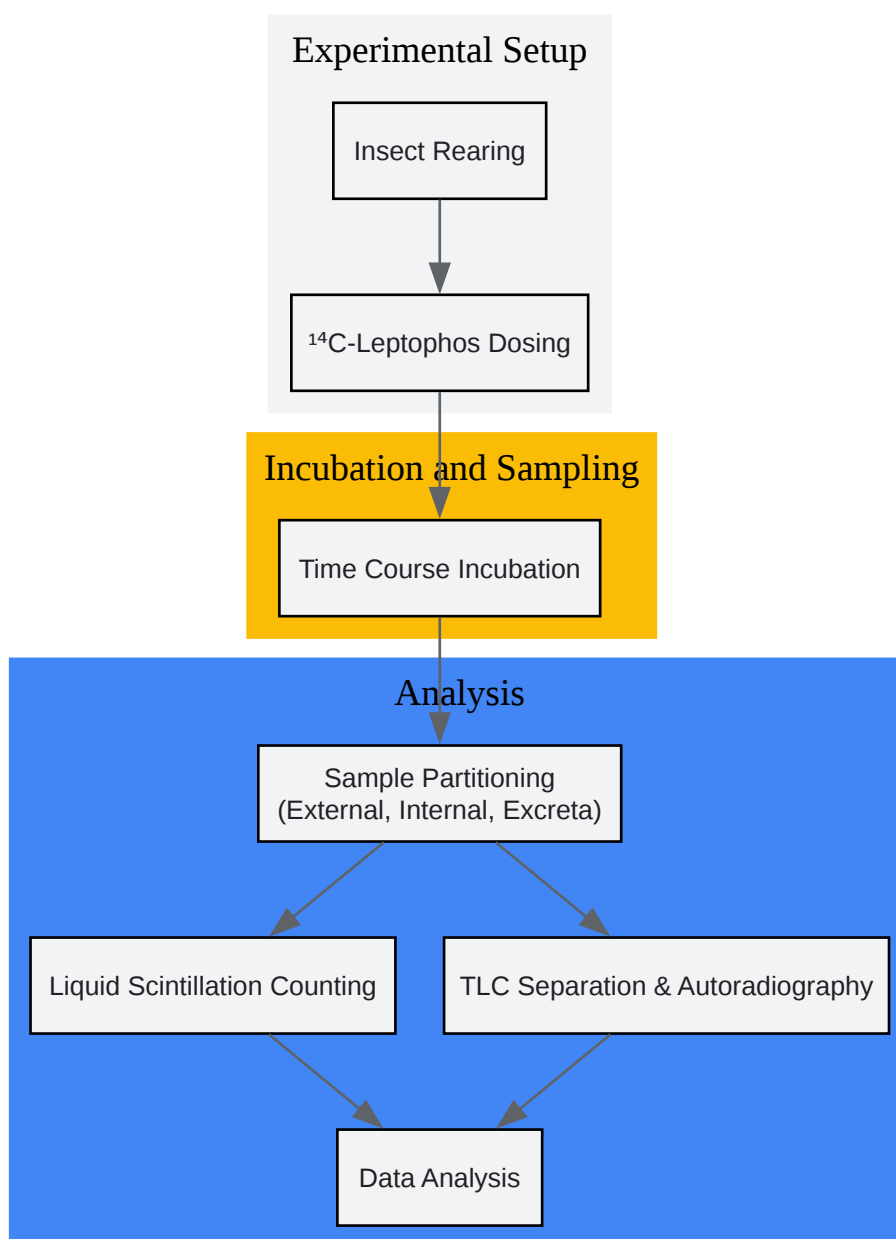 Experimental Setup
Insect Rearing
¹⁴C-Leptophos Dosing
Incubation and Sampling
Time Course Incubation
Analysis
Sample Partitioning
(External, Internal, Excreta)
Liquid Scintillation Counting
TLC Separation & Autoradiography
Data Analysis